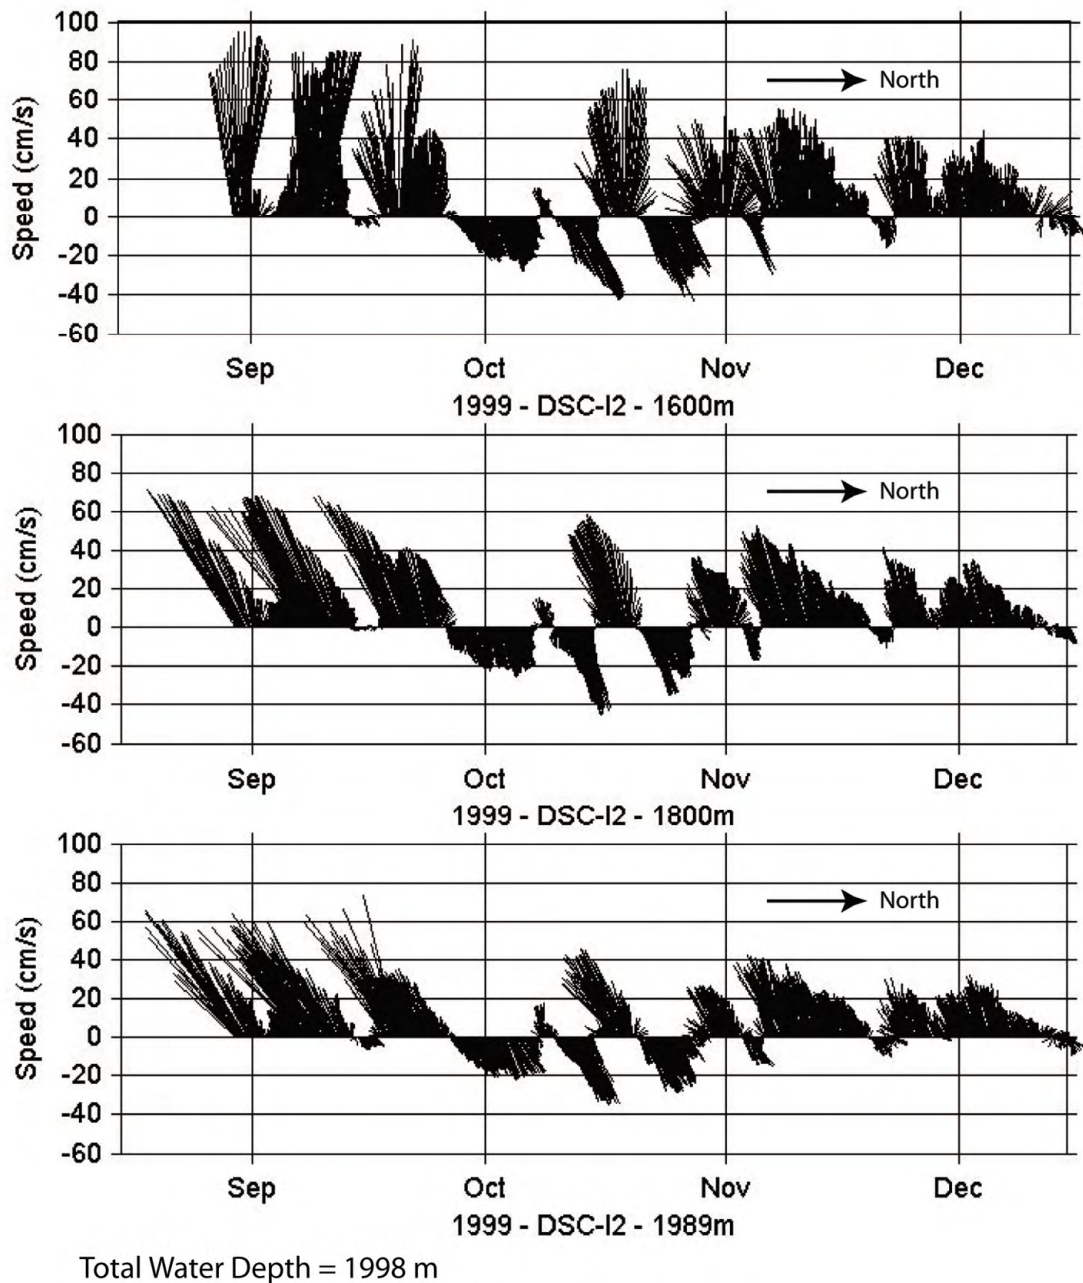 100
80
60
40
20
0
-20
-40
-60
Speed (cm/s)
North
Sep Oct Nov Dec
1999 - DSC-I2 - 1600m
100
80
60
40
20
0
-20
-40
-60
Speed (cm/s)
North
Sep Oct Nov Dec
1999 - DSC-I2 - 1800m
100
80
60
40
20
0
-20
-40
-60
Speed (cm/s)
North
Sep Oct Nov Dec
1999 - DSC-I2 - 1989m
Total Water Depth = 1998 m